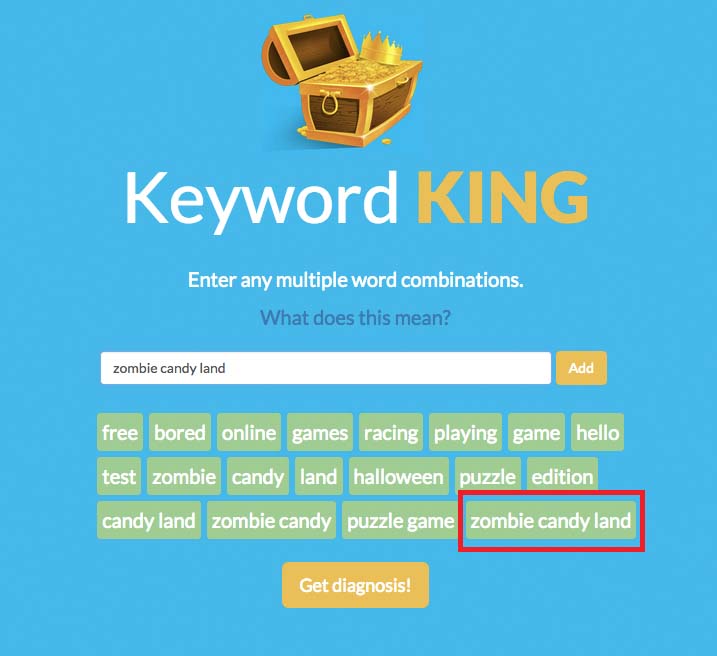 Keyword KING
Enter any multiple word combinations.
What does this mean?
zombie candy land Add
free bored online games racing playing game hello
test zombie candy land halloween puzzle edition
candy land zombie candy puzzle game zombie candy land
Get diagnosis!